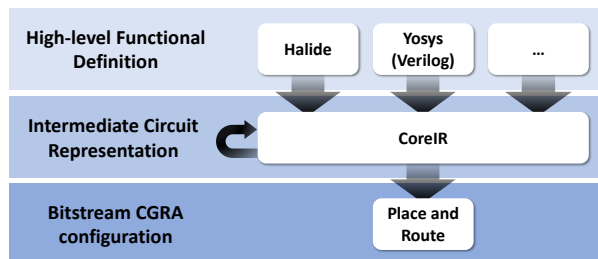 High-level Functional
Definition
Halide
Yosys
(Verilog)
...
Intermediate Circuit
Representation
CoreIR
Bitstream CGRA
configuration
Place and
Route